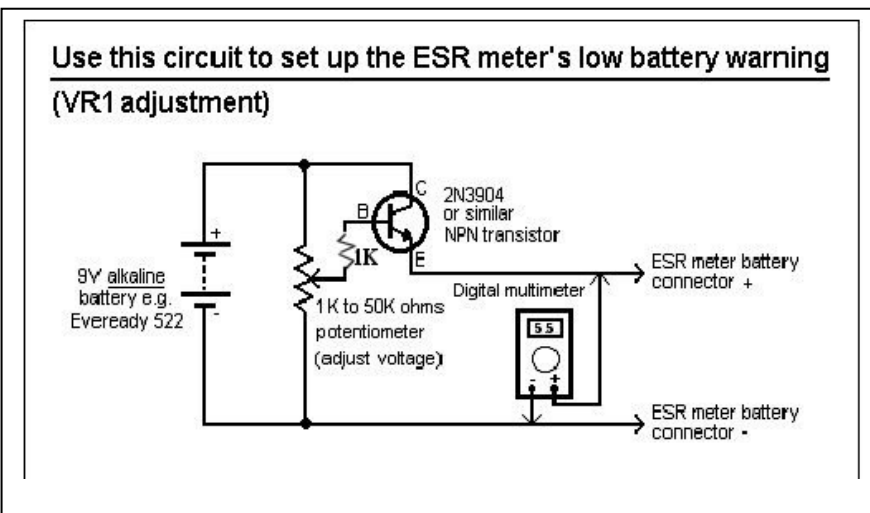 Use this circuit to set up the ESR meter's low battery warning
(VR1 adjustment)
C
2N3904
or similar
NPN transistor
B
1K
E
+
9V alkaline
battery e.g.
Eveready 522
-
1K to 50K ohms
potentiometer
(adjust voltage)
Digital multimeter
5 5
- +
ESR meter battery
connector +
ESR meter battery
connector -